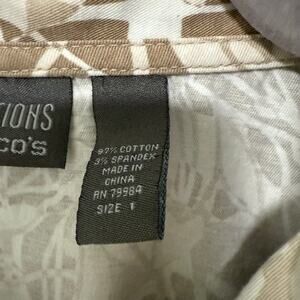 TIONS
CO'S
97% COTTON
3% SPANDEX
MADE IN
CHINA
RN 79984
SIZE 1